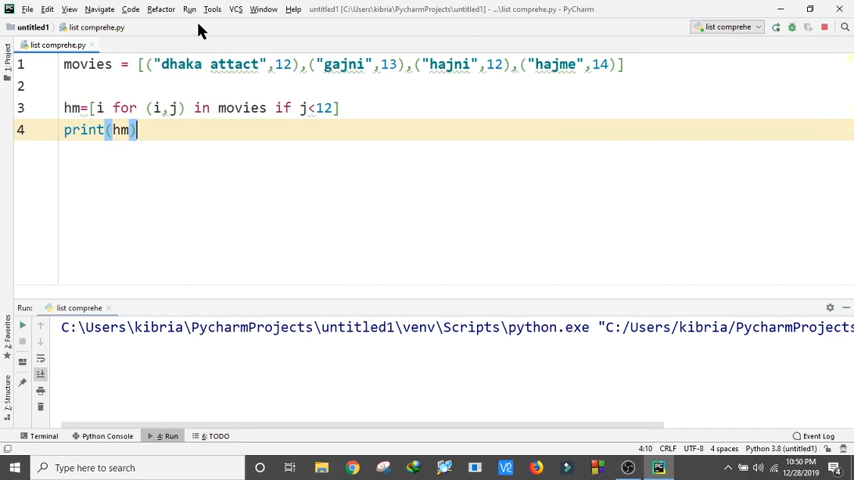 File Edit View Navigate Code Refactor Run Tools VCS Window Help untitled1 [C:\Users\kibria\PycharmProjects\untitled1] - ...\list comprehe.py - PyCharm
untitled1 list comprehe.py list comprehe
list comprehe.py
1: Project
1 movies = [("dhaka attact",12),("gajni",13),("hajni",12),("hajme",14)]
2
3 hm=[i for (i,j) in movies if j<12]
4 print(hm)
Run: list comprehe
C:\Users\kibria\PycharmProjects\untitled1\venv\Scripts\python.exe "C:/Users/kibria/PycharmProjects
2: Favorites
7: Structure
Terminal Python Console 4: Run 6: TODO Event Log
4:10 CRLF UTF-8 4 spaces Python 3.8 (untitled1)
Type here to search
10:50 PM
12/28/2019
4